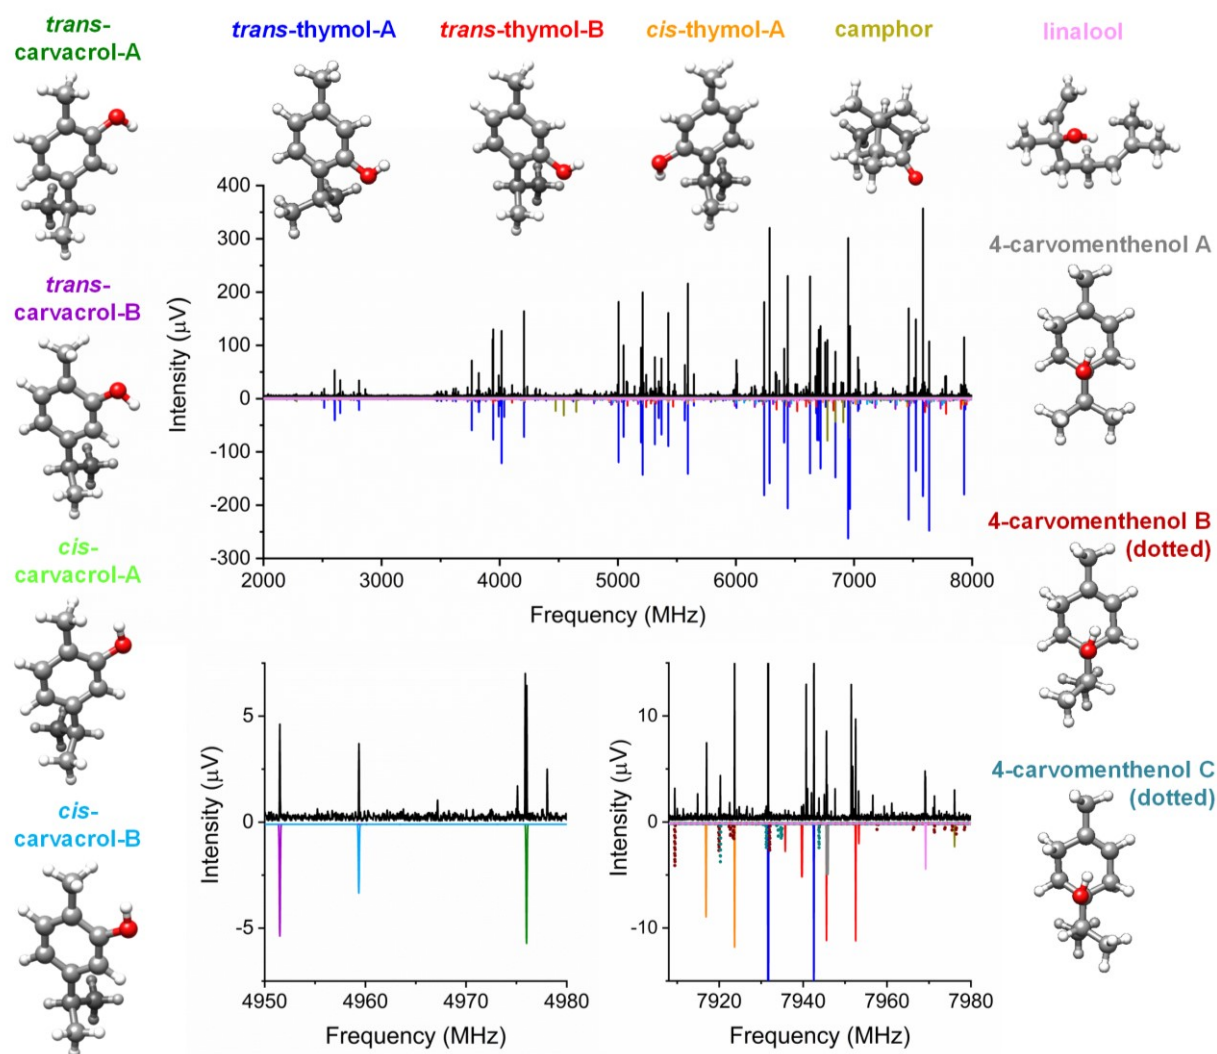 trans-
carvacrol-A
trans-thymol-A
trans-thymol-B
cis-thymol-A
camphor
linalool
trans-
carvacrol-B
cis-
carvacrol-A
cis-
carvacrol-B
4-carvomenthenol A
4-carvomenthenol B
(dotted)
4-carvomenthenol C
(dotted)
400
300
200
100
0
-100
-200
-300
Intensity (μV)
2000 3000 4000 5000 6000 7000 8000
Frequency (MHz)
5
0
-5
Intensity (μV)
4950 4960 4970 4980
Frequency (MHz)
10
0
-10
Intensity (μV)
7920 7940 7960 7980
Frequency (MHz)